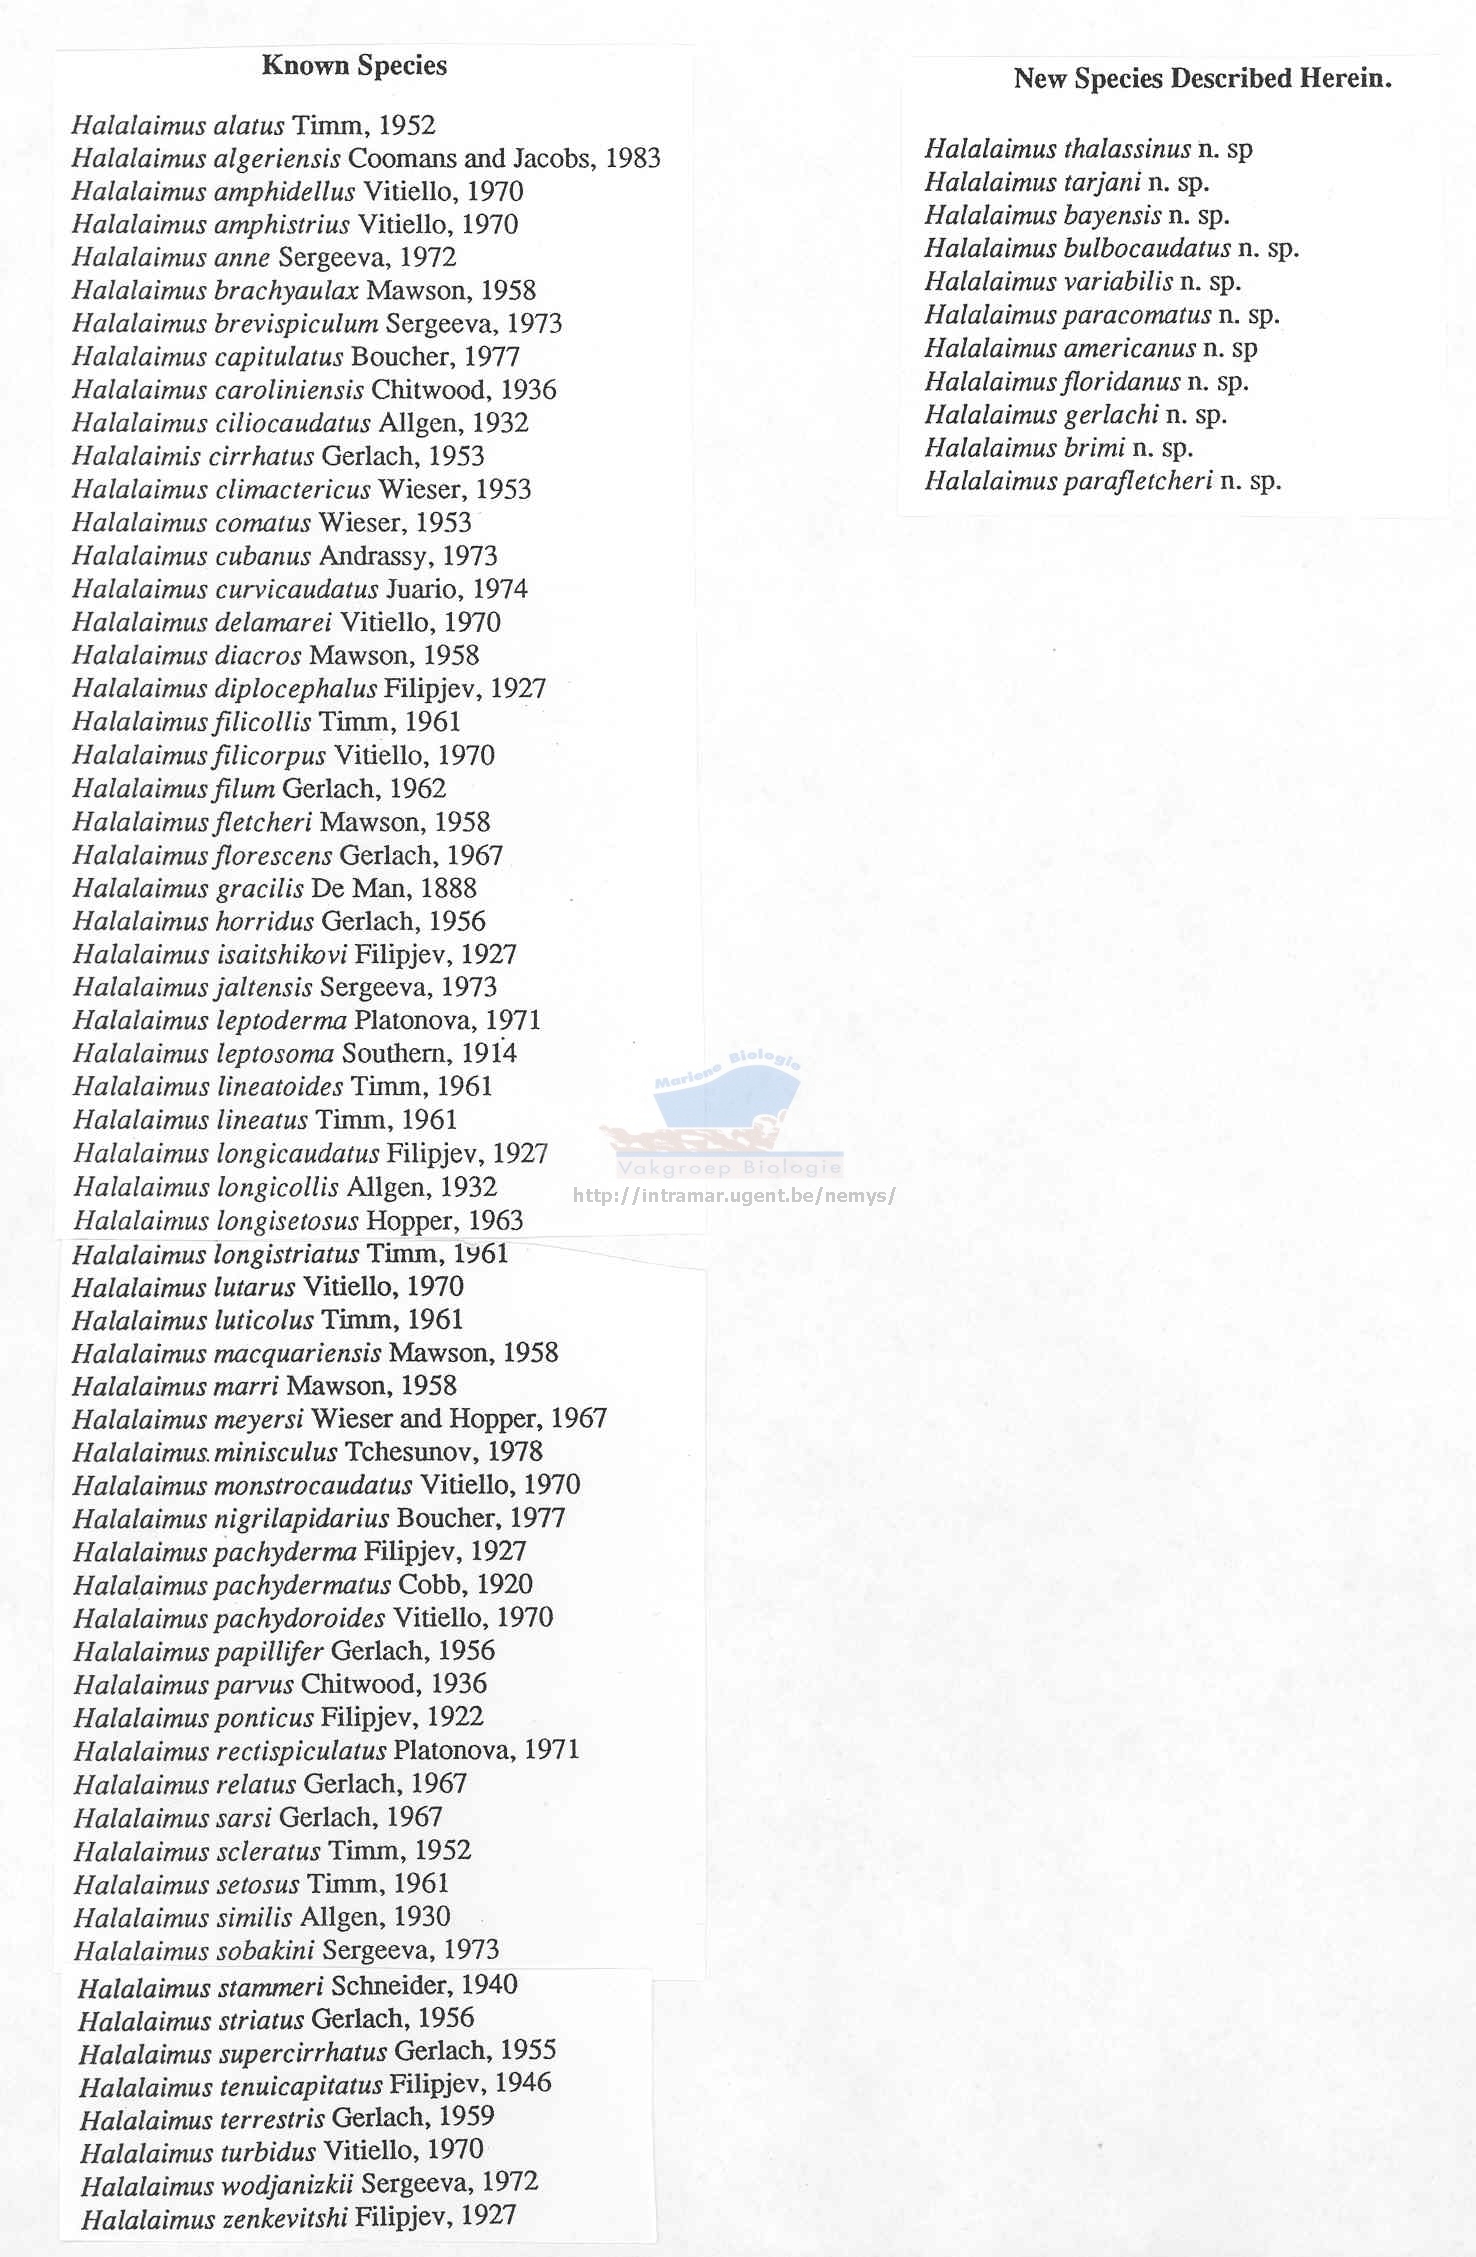 Known Species
Halalaimus alatus Timm, 1952
Halalaimus algeriensis Coomans and Jacobs, 1983
Halalaimus amphidellus Vitiello, 1970
Halalaimus amphistrius Vitiello, 1970
Halalaimus anne Sergeeva, 1972
Halalaimus brachyaulax Mawson, 1958
Halalaimus brevispiculum Sergeeva, 1973
Halalaimus capitulatus Boucher, 1977
Halalaimus caroliniensis Chitwood, 1936
Halalaimus ciliocaudatus Allgen, 1932
Halalaimis cirrhatus Gerlach, 1953
Halalaimus climactericus Wieser, 1953
Halalaimus comatus Wieser, 1953
Halalaimus cubanus Andrassy, 1973
Halalaimus curvicaudatus Juario, 1974
Halalaimus delamarei Vitiello, 1970
Halalaimus diacros Mawson, 1958
Halalaimus diplocephalus Filipjev, 1927
Halalaimus filicollis Timm, 1961
Halalaimus filicorpus Vitiello, 1970
Halalaimus filum Gerlach, 1962
Halalaimus fletcheri Mawson, 1958
Halalaimus florescens Gerlach, 1967
Halalaimus gracilis De Man, 1888
Halalaimus horridus Gerlach, 1956
Halalaimus isaitshikovi Filipjev, 1927
Halalaimus jaltensis Sergeeva, 1973
Halalaimus leptoderma Platonova, 1971
Halalaimus leptosoma Southern, 1914
Halalaimus lineatoides Timm, 1961
Halalaimus lineatus Timm, 1961
Halalaimus longicaudatus Filipjev, 1927
Halalaimus longicollis Allgen, 1932
Halalaimus longisetosus Hopper, 1963
Halalaimus longistriatus Timm, 1961
Halalaimus lutarus Vitiello, 1970
Halalaimus luticolus Timm, 1961
Halalaimus macquariensis Mawson, 1958
Halalaimus marri Mawson, 1958
Halalaimus meyersi Wieser and Hopper, 1967
Halalaimus. minisculus Tchesunov, 1978
Halalaimus monstrocaudatus Vitiello, 1970
Halalaimus nigrilapidarius Boucher, 1977
Halalaimus pachyderma Filipjev, 1927
Halalaimus pachydermatus Cobb, 1920
Halalaimus pachydoroides Vitiello, 1970
Halalaimus papillifer Gerlach, 1956
Halalaimus parvus Chitwood, 1936
Halalaimus ponticus Filipjev, 1922
Halalaimus rectispiculatus Platonova, 1971
Halalaimus relatus Gerlach, 1967
Halalaimus sarsi Gerlach, 1967
Halalaimus scleratus Timm, 1952
Halalaimus setosus Timm, 1961
Halalaimus similis Allgen, 1930
Halalaimus sobakini Sergeeva, 1973
Halalaimus stammeri Schneider, 1940
Halalaimus striatus Gerlach, 1956
Halalaimus supercirrhatus Gerlach, 1955
Halalaimus tenuicapitatus Filipjev, 1946
Halalaimus terrestris Gerlach, 1959
Halalaimus turbidus Vitiello, 1970
Halalaimus wodjanizkii Sergeeva, 1972
Halalaimus zenkevitshi Filipjev, 1927
New Species Described Herein.
Halalaimus thalassinus n. sp
Halalaimus tarjani n. sp.
Halalaimus bayensis n. sp.
Halalaimus bulbocaudatus n. sp.
Halalaimus variabilis n. sp.
Halalaimus paracomatus n. sp.
Halalaimus americanus n. sp
Halalaimus floridanus n. sp.
Halalaimus gerlachi n. sp.
Halalaimus brimi n. sp.
Halalaimus parafletcheri n. sp.
Mariene Biologie
Vakgroep Biologie
http://intramar.ugent.be/nemys/